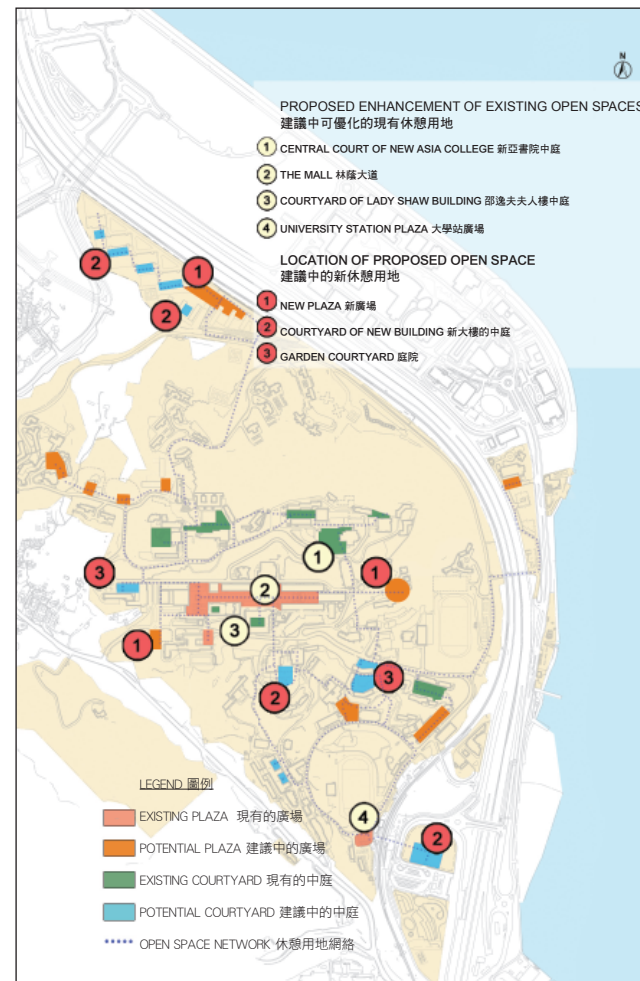 N
PROPOSED ENHANCEMENT OF EXISTING OPEN SPACES
建議中可優化的現有休憩用地
1 CENTRAL COURT OF NEW ASIA COLLEGE 新亞書院中庭
2 THE MALL 林蔭大道
3 COURTYARD OF LADY SHAW BUILDING 邵逸夫夫人樓中庭
4 UNIVERSITY STATION PLAZA 大學站廣場
LOCATION OF PROPOSED OPEN SPACE
建議中的新休憩用地
1 NEW PLAZA 新廣場
2 COURTYARD OF NEW BUILDING 新大樓的中庭
3 GARDEN COURTYARD 庭院
2
1
2
1
3
2
1
3
1
2
3
4
2
LEGEND 圖例
EXISTING PLAZA 現有的廣場
POTENTIAL PLAZA 建議中的廣場
EXISTING COURTYARD 現有的中庭
POTENTIAL COURTYARD 建議中的中庭
OPEN SPACE NETWORK 休憩用地網絡